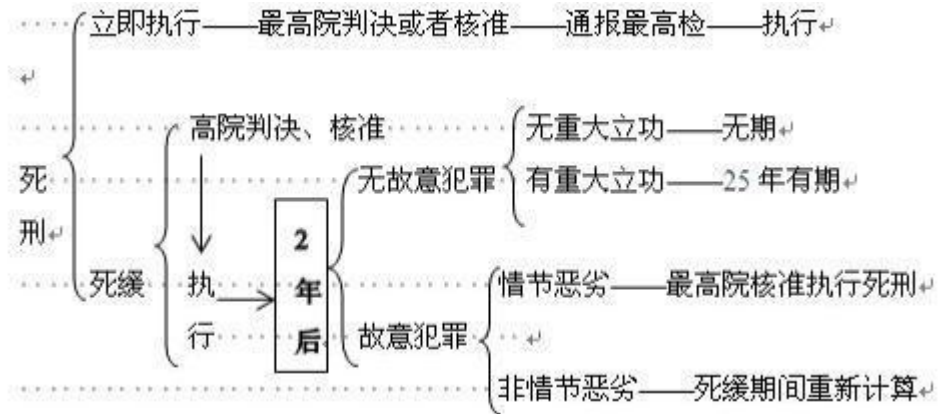 立即执行——最高院判决或者核准——通报最高检——执行
高院判决、核准
无重大立功——无期
死刑
无故意犯罪
有重大立功——25年有期
2年后
死缓
执行
情节恶劣——最高院核准执行死刑
故意犯罪
非情节恶劣——死缓期间重新计算